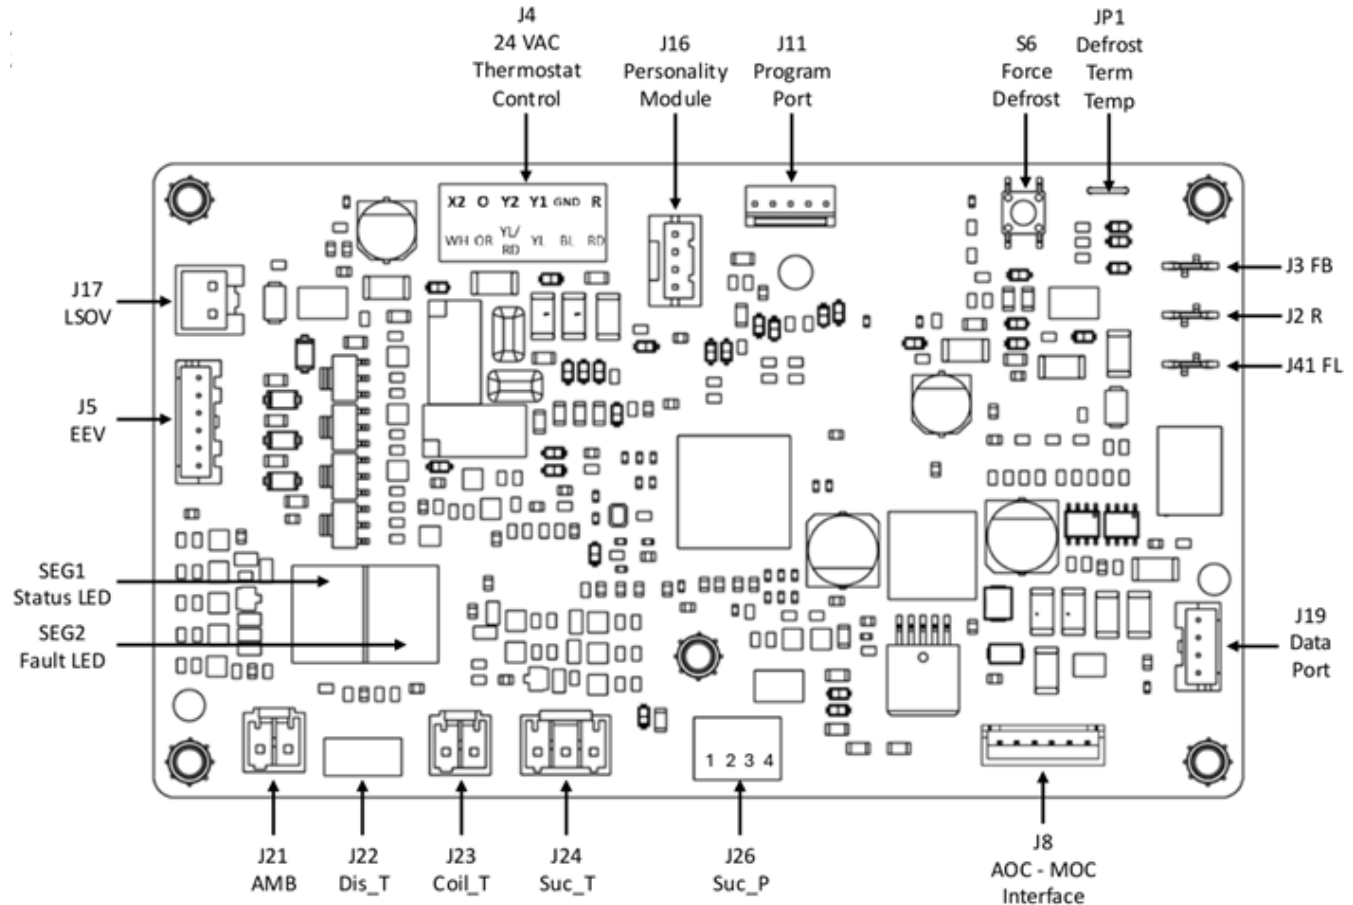 J4
24 VAC
Thermostat
Control
J16
Personality
Module
J11
Program
Port
S6
Force
Defrost
JP1
Defrost
Term
Temp
X2 O Y2 Y1 GND R
WH OR YL/ RD YL BL RD
J17
LSOV
J5
EEV
SEG1
Status LED
SEG2
Fault LED
J3 FB
J2 R
J41 FL
J19
Data
Port
1 2 3 4
J21
AMB
J22
Dis_T
J23
Coil_T
J24
Suc_T
J26
Suc_P
J8
AOC - MOC
Interface